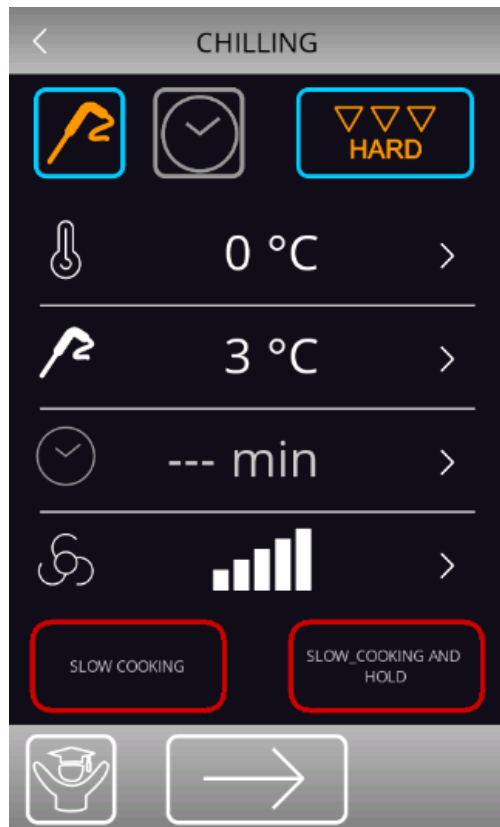 CHILLING
HARD
0 °C
3 °C
--- min
SLOW COOKING
SLOW_COOKING AND
HOLD